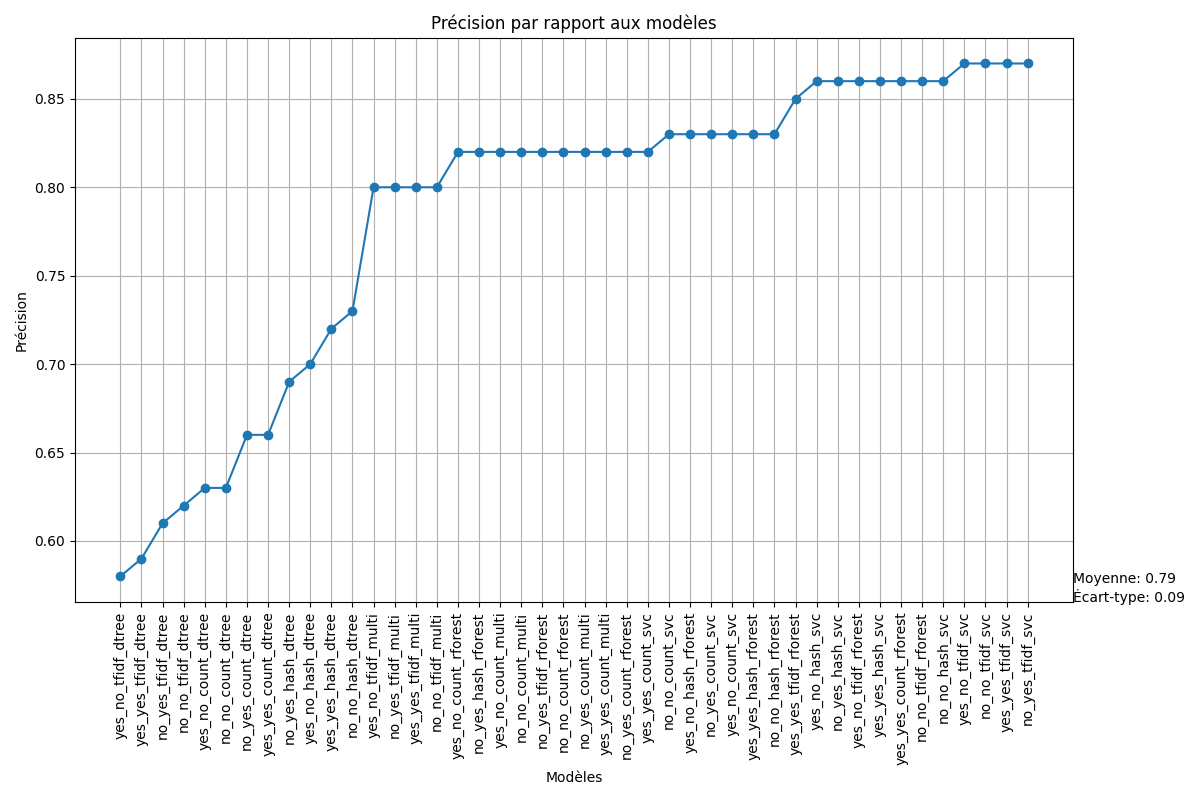 Précision par rapport aux modèles
Précision
0.85
0.80
0.75
0.70
0.65
0.60
Moyenne: 0.79
Écart-type: 0.09
yes_no_tfidf_dtree
yes_yes_tfidf_dtree
no_yes_tfidf_dtree
no_no_tfidf_dtree
yes_no_count_dtree
no_no_count_dtree
no_yes_count_dtree
yes_yes_count_dtree
no_yes_hash_dtree
yes_no_hash_dtree
yes_yes_hash_dtree
no_no_hash_dtree
yes_no_tfidf_multi
no_yes_tfidf_multi
yes_yes_tfidf_multi
no_no_tfidf_multi
yes_no_count_rforest
no_yes_hash_rforest
yes_no_count_multi
no_no_count_multi
no_yes_tfidf_rforest
no_no_count_rforest
no_yes_count_multi
yes_yes_count_multi
no_yes_count_rforest
yes_yes_count_svc
no_no_count_svc
yes_no_hash_rforest
no_yes_count_svc
yes_no_count_svc
yes_yes_hash_rforest
no_no_hash_rforest
yes_yes_tfidf_rforest
yes_no_hash_svc
no_yes_hash_svc
yes_no_tfidf_rforest
yes_yes_hash_svc
yes_yes_count_rforest
no_no_tfidf_rforest
no_no_hash_svc
yes_no_tfidf_svc
no_no_tfidf_svc
yes_yes_tfidf_svc
no_yes_tfidf_svc
Modèles